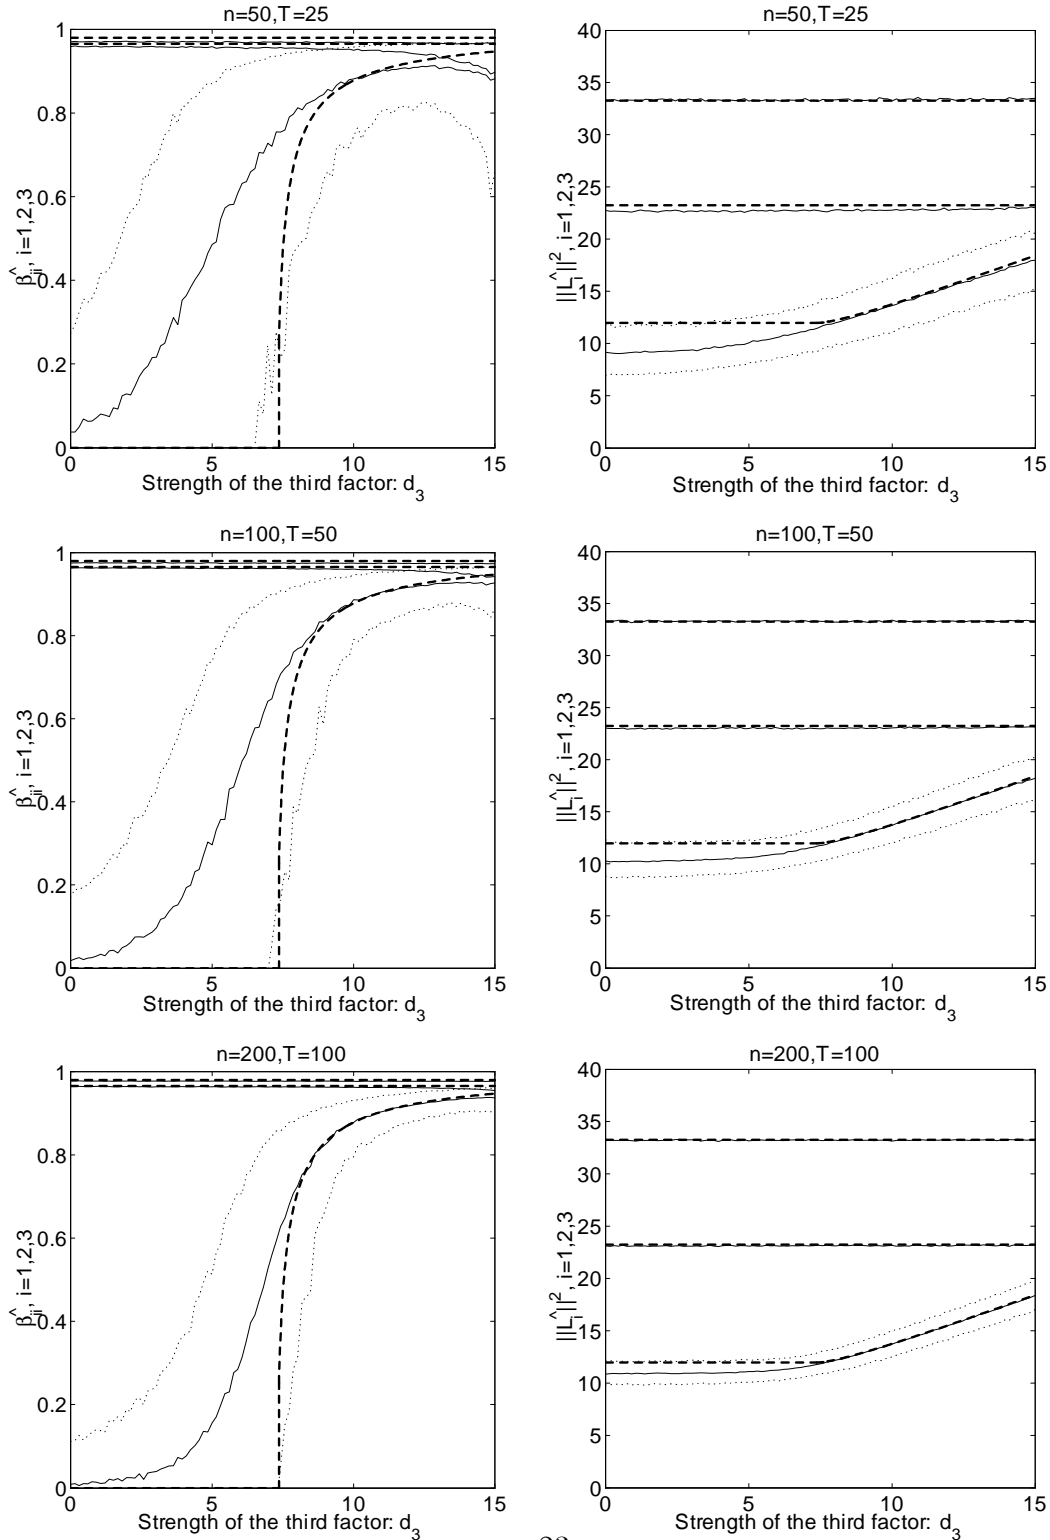 n=50,T=25
1
0.8
0.6
0.4
0.2
0
β^ii, i=1,2,3
0 5 10 15
Strength of the third factor: d3
n=50,T=25
40
35
30
25
20
15
10
5
0
||L^i||2, i=1,2,3
0 5 10 15
Strength of the third factor: d3
n=100,T=50
1
0.8
0.6
0.4
0.2
0
β^ii, i=1,2,3
0 5 10 15
Strength of the third factor: d3
n=100,T=50
40
35
30
25
20
15
10
5
0
||L^i||2, i=1,2,3
0 5 10 15
Strength of the third factor: d3
n=200,T=100
1
0.8
0.6
0.4
0.2
0
β^ii, i=1,2,3
0 5 10 15
Strength of the third factor: d3
n=200,T=100
40
35
30
25
20
15
10
5
0
||L^i||2, i=1,2,3
0 5 10 15
Strength of the third factor: d3